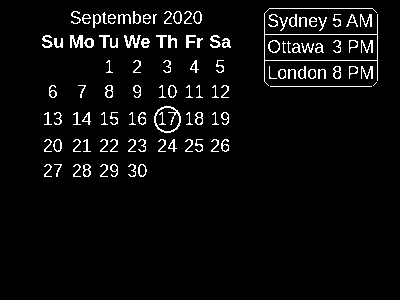 September 2020
Su Mo Tu We Th Fr Sa
1 2 3 4 5
6 7 8 9 10 11 12
13 14 15 16 17 18 19
20 21 22 23 24 25 26
27 28 29 30
Sydney 5 AM
Ottawa 3 PM
London 8 PM